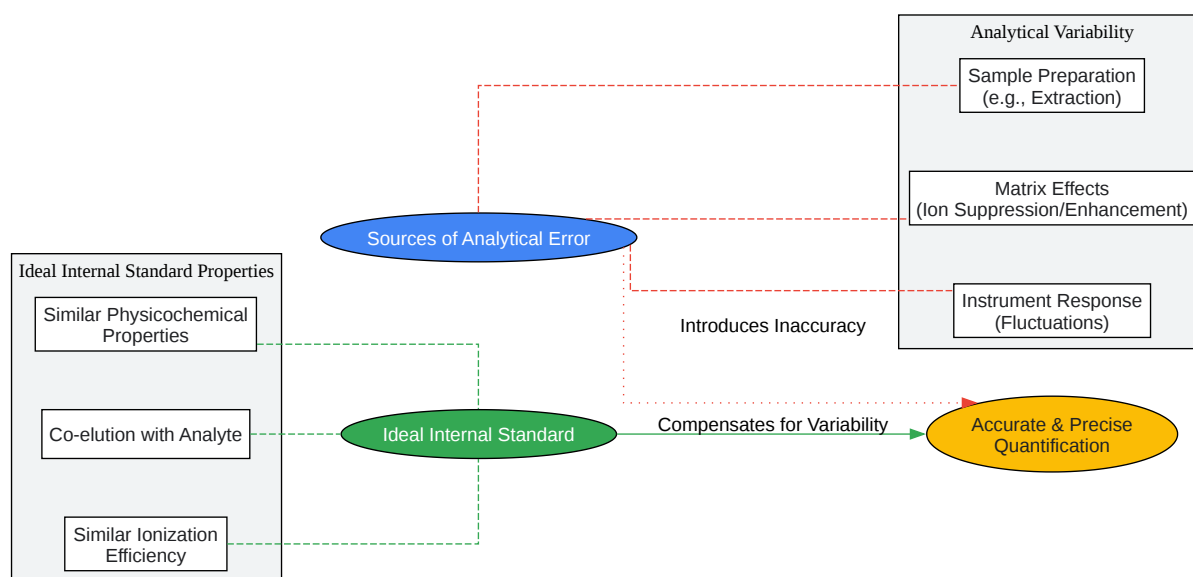 Analytical Variability
Sample Preparation
(e.g., Extraction)
Matrix Effects
(Ion Suppression/Enhancement)
Sources of Analytical Error
Ideal Internal Standard Properties
Similar Physicochemical
Properties
Instrument Response
(Fluctuations)
Introduces Inaccuracy
Co-elution with Analyte
Ideal Internal Standard
Compensates for Variability
Accurate & Precise
Quantification
Similar Ionization
Efficiency